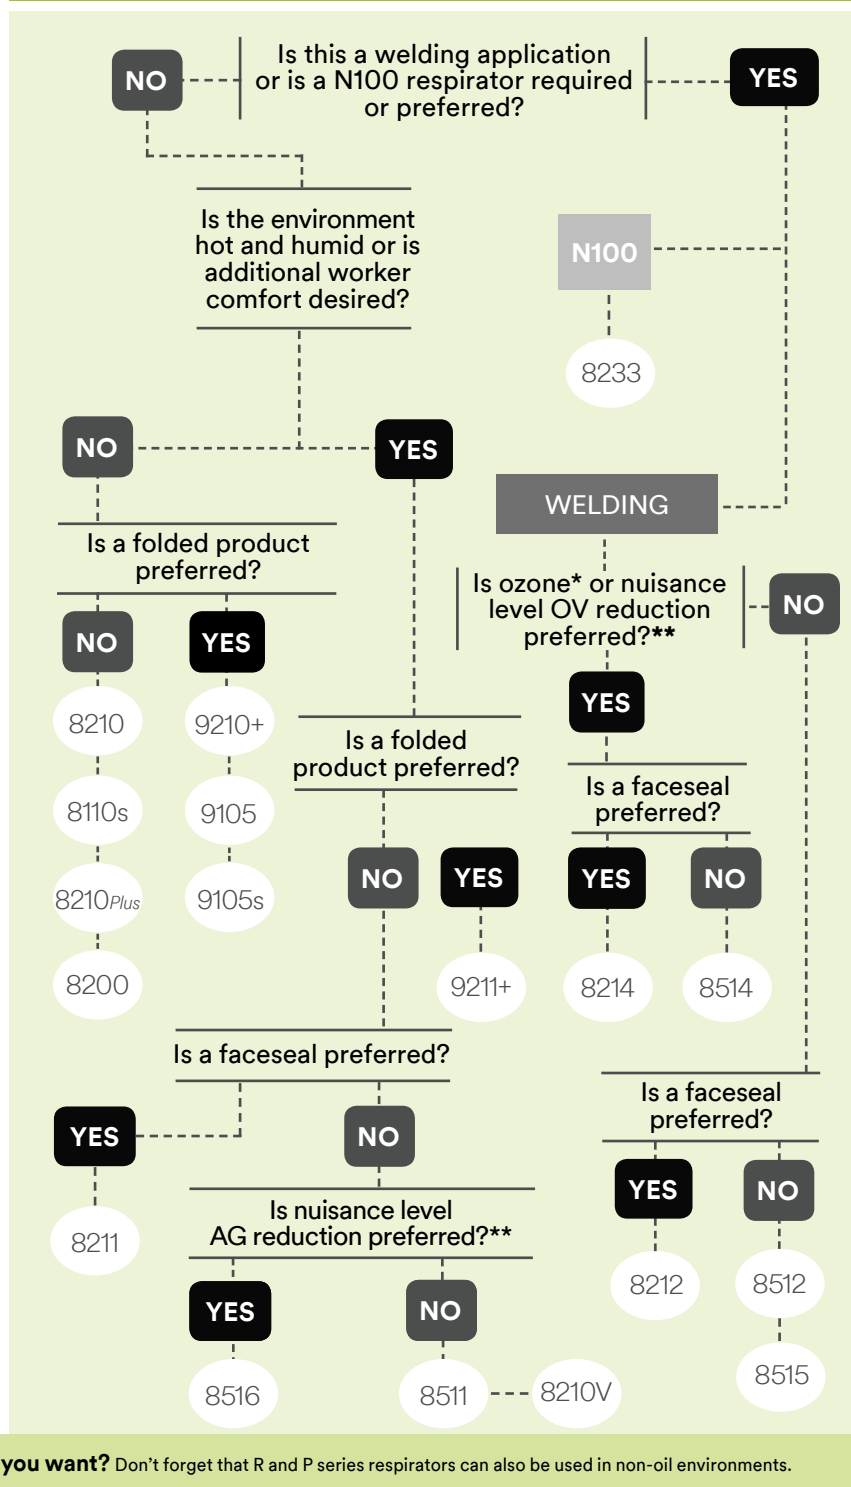 Is this a welding application
or is a N100 respirator required
or preferred?
NO
YES
Is the environment
hot and humid or is
additional worker
comfort desired?
N100
8233
NO
YES
WELDING
Is a folded product
preferred?
Is ozone* or nuisance
level OV reduction
preferred?**
NO
NO
YES
YES
8210
9210+
8110s
9105
8210Plus
9105s
8200
Is a folded
product preferred?
Is a faceseal
preferred?
NO
YES
YES
NO
9211+
8214
8514
Is a faceseal preferred?
YES
NO
Is a faceseal
preferred?
YES
NO
8211
Is nuisance level
AG reduction preferred?**
8212
8512
YES
NO
8515
8516
8511
8210V
you want? Don't forget that R and P series respirators can also be used in non-oil environments.